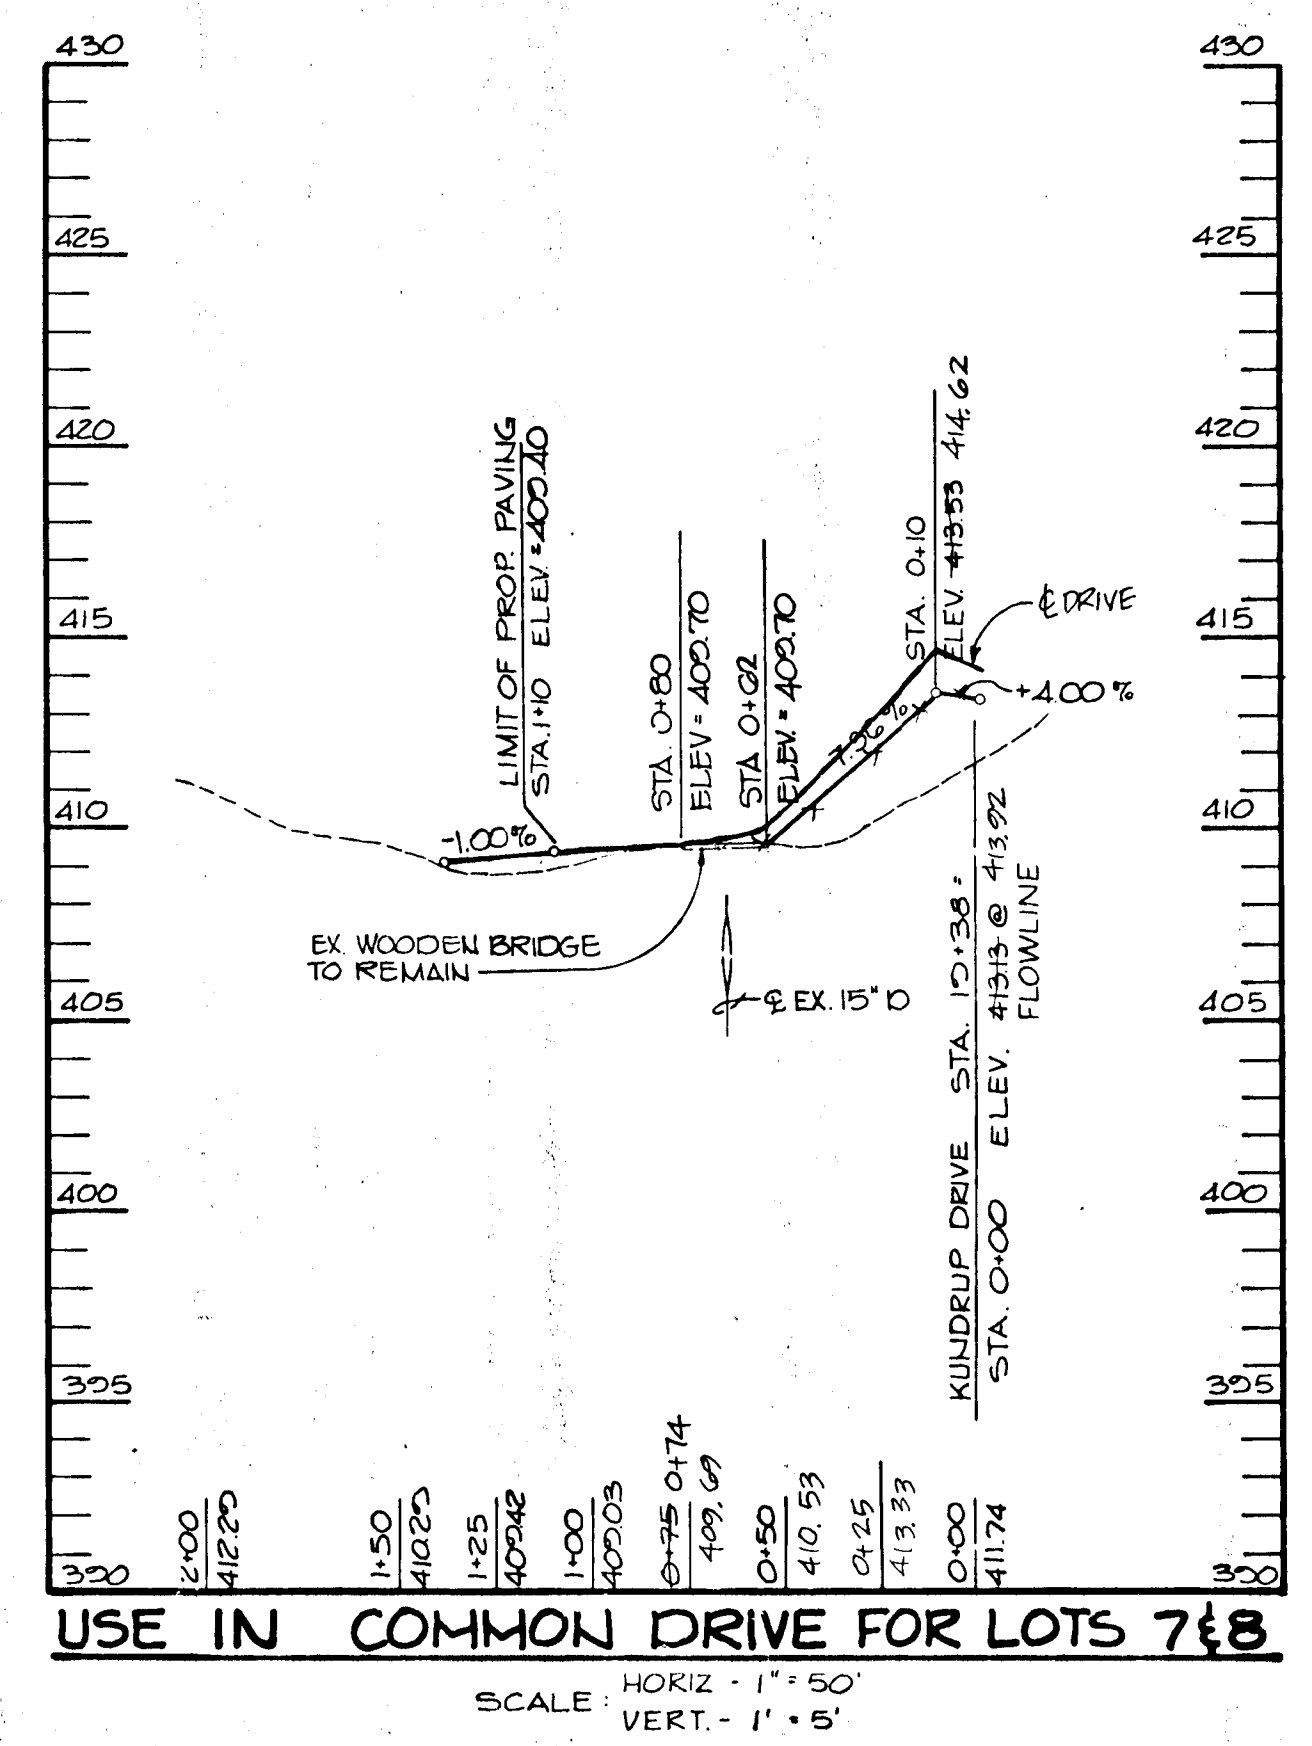 430
430
425
425
420
420
415
415
410
410
405
405
400
400
395
395
390
390
LIMIT OF PROP. PAVING
STA. 1+10 ELEV. = 409.40
STA. 0+80
ELEV = 409.70
STA 0+62
ELEV. = 409.70
STA. 0+10
ELEV. 413.53 414.62
℄ DRIVE
+4.00%
7.96%
-1.00%
EX. WOODEN BRIDGE
TO REMAIN
℄ EX. 15" D
KUNDRUP DRIVE STA. 19+38 =
STA. 0+00 ELEV. 413.13 @ 413.92
FLOWLINE
2+00
412.29
1+50
410.29
1+25
409.42
1+00
409.03
0+75 0+74
409.69
0+50
410.53
0+25
413.33
0+00
411.74
USE IN COMMON DRIVE FOR LOTS 7&8
SCALE: HORIZ - 1" = 50'
VERT. - 1' = 5'